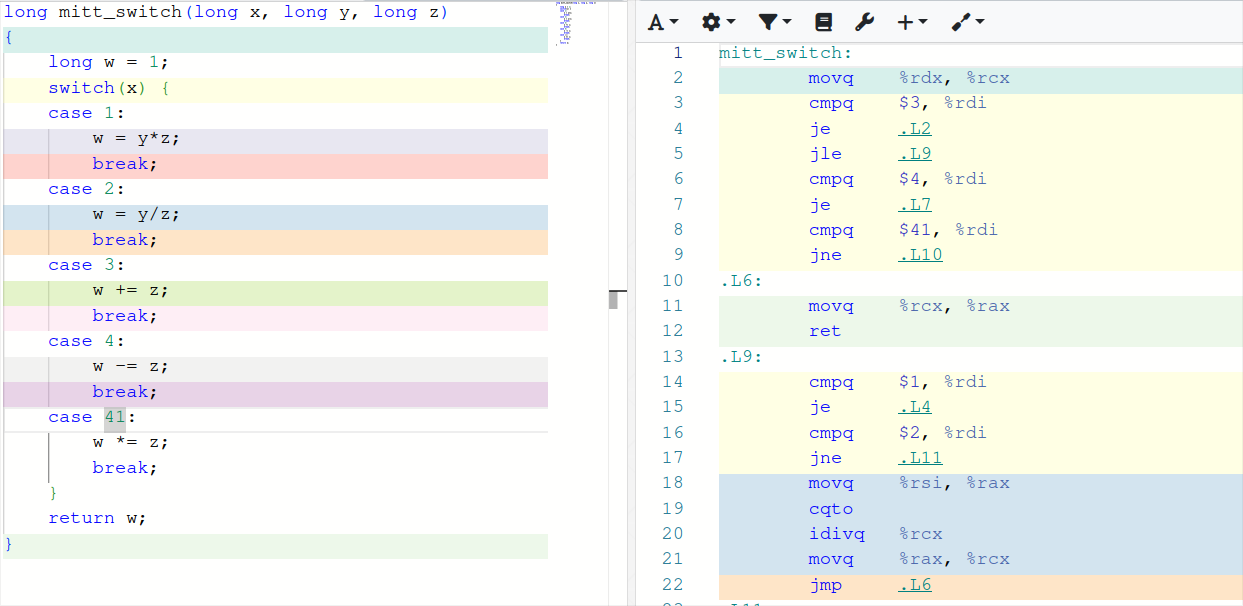 long mitt_switch(long x, long y, long z)
{
    long w = 1;
    switch(x) {
    case 1:
        w = y*z;
        break;
    case 2:
        w = y/z;
        break;
    case 3:
        w += z;
        break;
    case 4:
        w -= z;
        break;
    case 41:
        w *= z;
        break;
    }
    return w;
}
A
1 mitt_switch:
2         movq    %rdx, %rcx
3         cmpq    $3, %rdi
4         je      .L2
5         jle     .L9
6         cmpq    $4, %rdi
7         je      .L7
8         cmpq    $41, %rdi
9         jne     .L10
10 .L6:
11         movq    %rcx, %rax
12         ret
13 .L9:
14         cmpq    $1, %rdi
15         je      .L4
16         cmpq    $2, %rdi
17         jne     .L11
18         movq    %rsi, %rax
19         cqto
20         idivq   %rcx
21         movq    %rax, %rcx
22         jmp     .L6